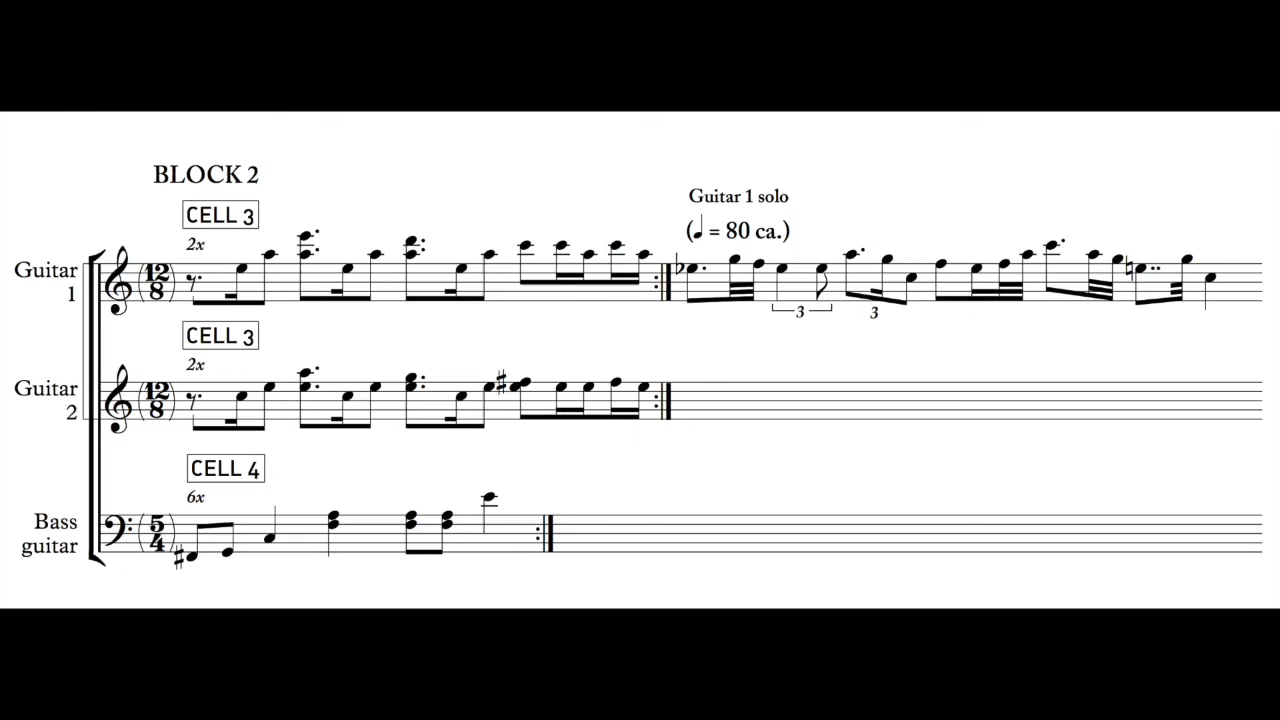 BLOCK 2
CELL 3
2x
Guitar 1 solo
(♩ = 80 ca.)
Guitar
1
12
8
3
3
CELL 3
2x
Guitar
2
12
8
CELL 4
6x
Bass
guitar
5
4